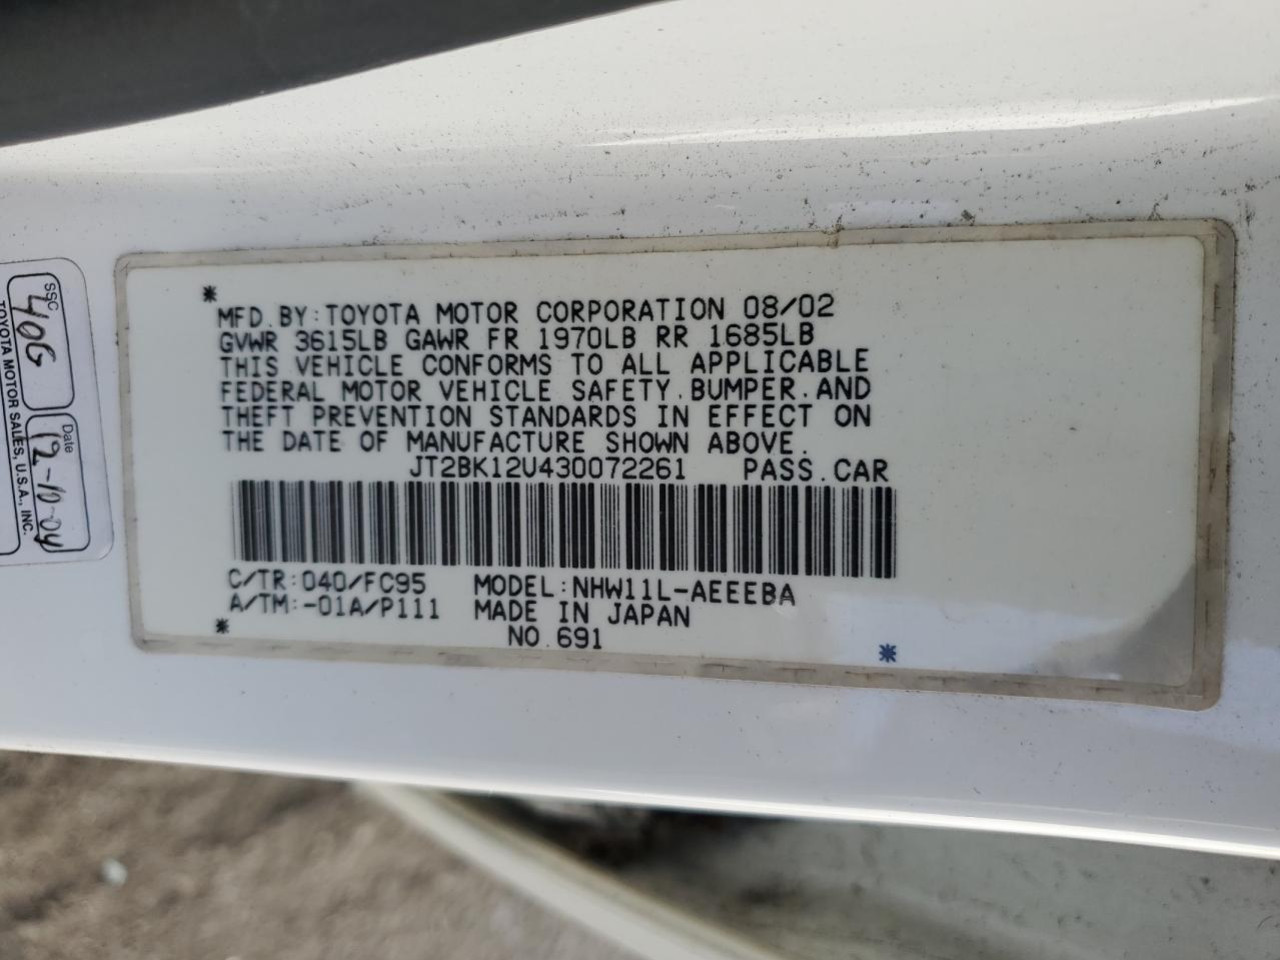 *
MFD.BY:TOYOTA MOTOR CORPORATION 08/02
GVWR 3615LB GAWR FR 1970LB RR 1685LB
THIS VEHICLE CONFORMS TO ALL APPLICABLE
FEDERAL MOTOR VEHICLE SAFETY.BUMPER.AND
THEFT PREVENTION STANDARDS IN EFFECT ON
THE DATE OF MANUFACTURE SHOWN ABOVE.
JT2BK12U430072261 PASS.CAR
C/TR:040/FC95 MODEL:NHW11L-AEEEBA
A/TM:-01A/P111 MADE IN JAPAN
* NO.691 *
SSC
40G
Date
12-10-04
TOYOTA MOTOR SALES, U.S.A., INC.